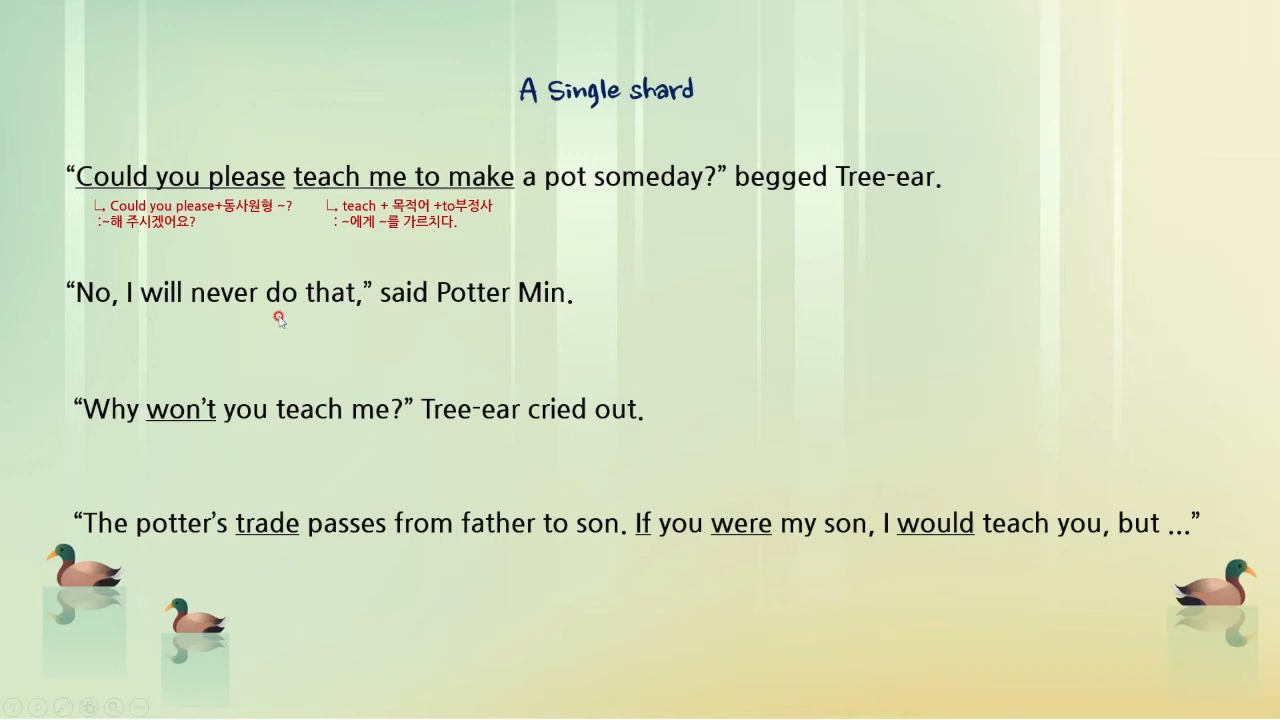 A Single shard
“Could you please teach me to make a pot someday?” begged Tree-ear.
↳ Could you please+동사원형 ~? ↳ teach + 목적어 +to부정사
:~해 주시겠어요? : ~에게 ~를 가르치다.
“No, I will never do that,” said Potter Min.
“Why won’t you teach me?” Tree-ear cried out.
“The potter’s trade passes from father to son. If you were my son, I would teach you, but ...”